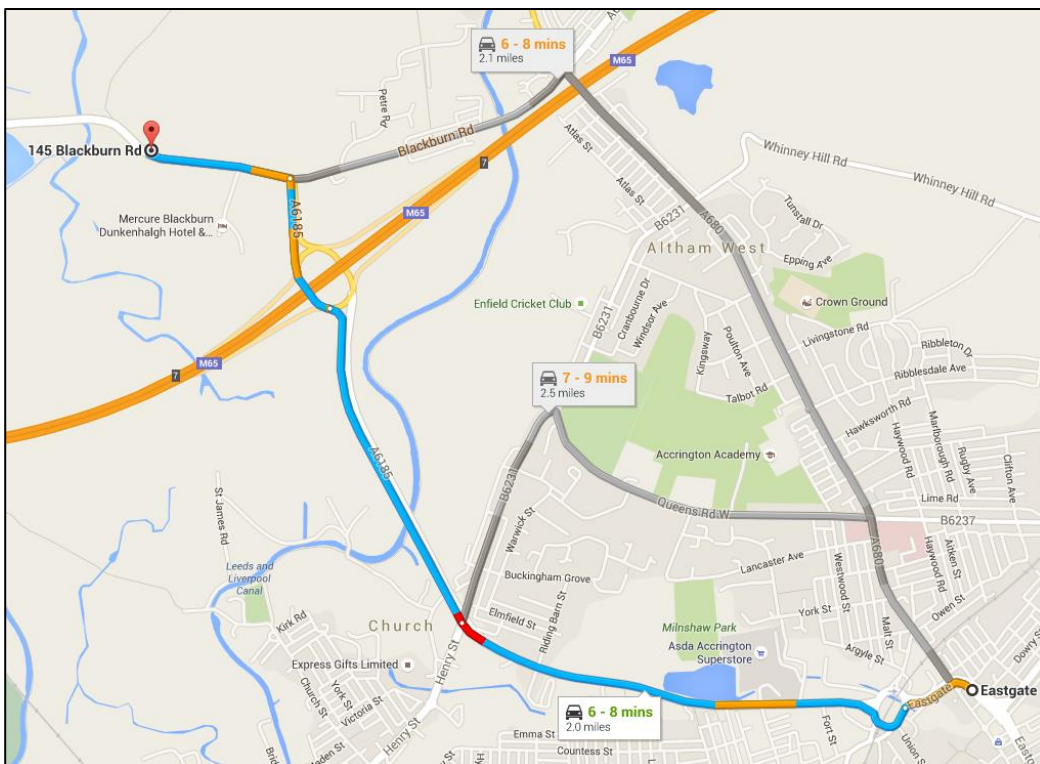 6 - 8 mins
2.1 miles
M65
Petre Rd
Blackburn Rd
145 Blackburn Rd
7
Atlas St
Atlas St
Whinney Hill Rd
Whinney Hill Rd
A6185
M65
Mercure Blackburn
Dunkenhalgh Hotel &...
B6231
A680
Tunstall Dr
Altham West
Epping Ave
Enfield Cricket Club
Cranbourne Dr
Windsor Ave
B6231
Crown Ground
Livingstone Rd
Kingsway
Poulton Ave
Ribbleton Dr
Ribblesdale Ave
M65
7
7 - 9 mins
2.5 miles
Talbot Rd
Hawksworth Rd
Haywood Rd
Marlborough Rd
Rugby Ave
Clifton Ave
A6185
Accrington Academy
B6231
Warwick St
Queens Rd W
Lime Rd
B6237
St James Rd
A680
Haywood Rd
Aitken St
Lancaster Ave
Westwood St
Leeds and
Liverpool
Canal
Buckingham Grove
Elmfield St
Riding Barn St
York St
Malt St
Owen St
Kirk Rd
Church
Milnshaw Park
Asda Accrington
Superstore
Argyle St
Dowry St
Express Gifts Limited
Henry St
York St
Church St
Victoria St
Eastgate
Eastgate
6 - 8 mins
2.0 miles
Henry St
Emma St
Countess St
Fort St
Union St